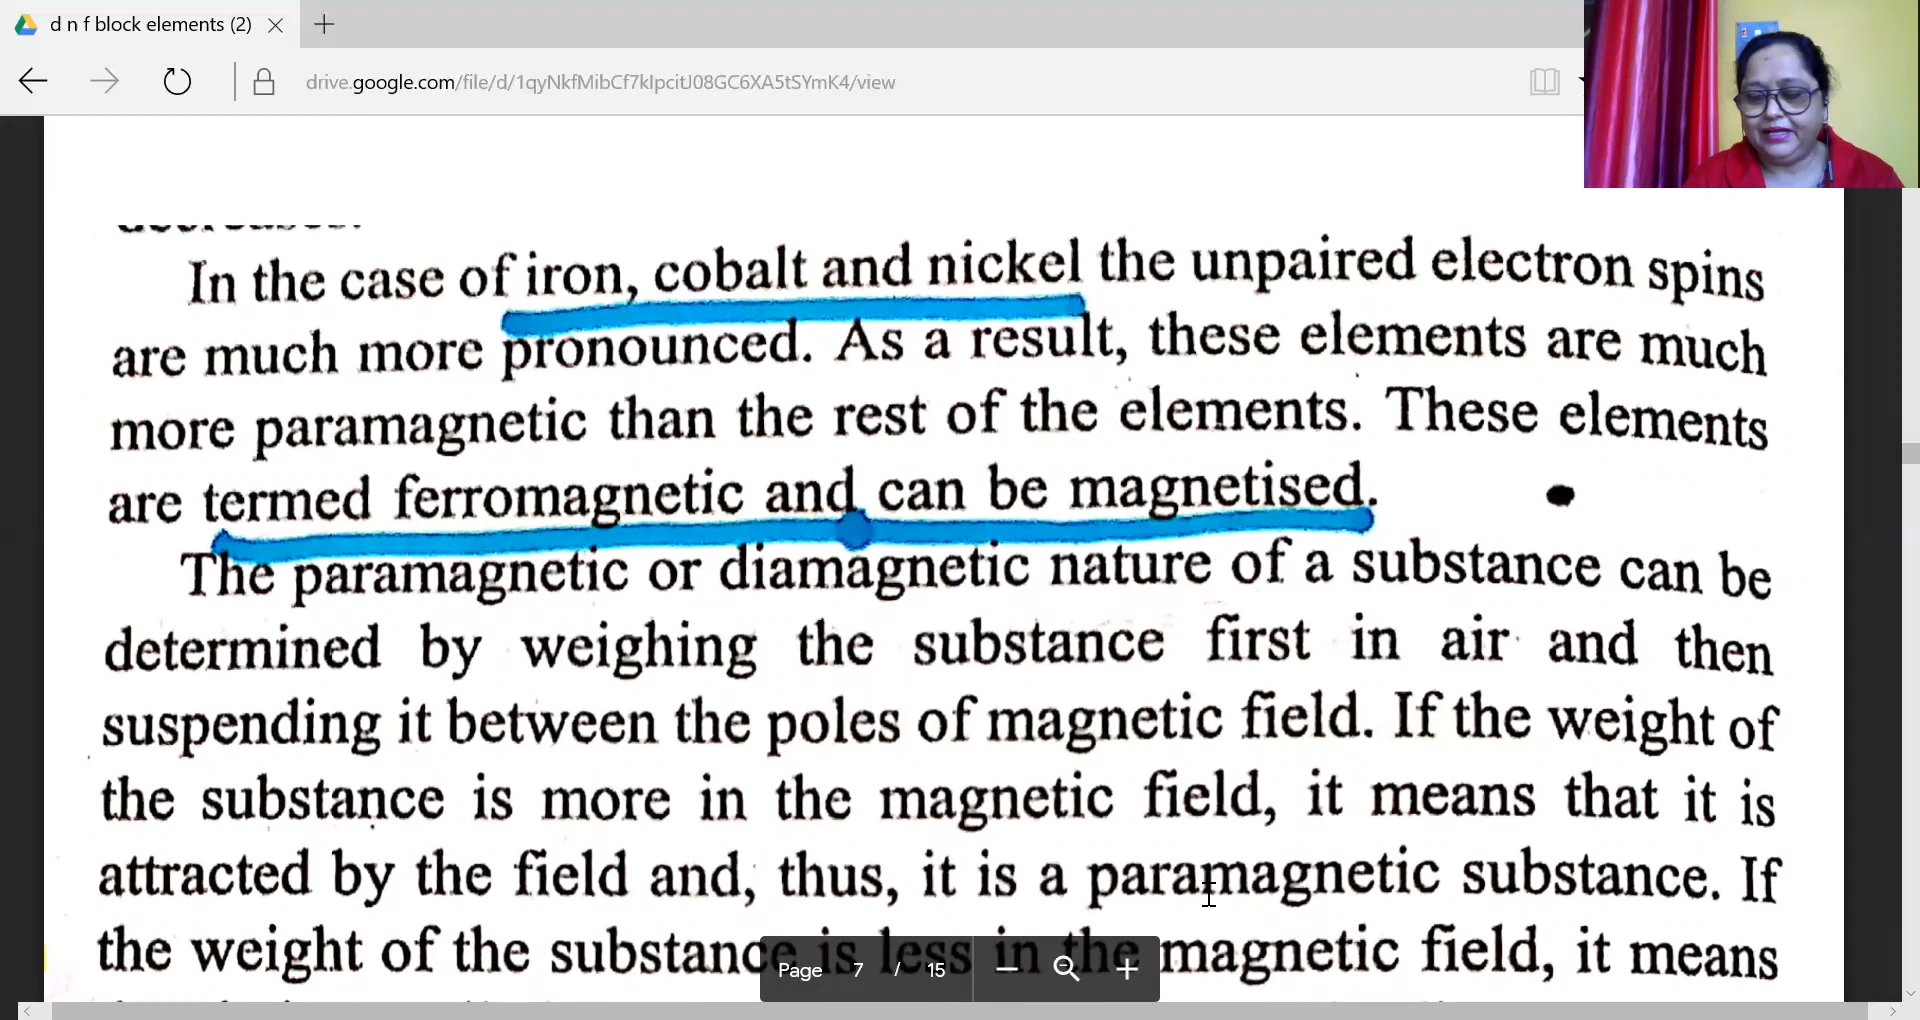 d n f block elements (2)
drive.google.com/file/d/1qyNkfMibCf7kIpcitJ08GC6XA5tSYmK4/view
decreases.
In the case of iron, cobalt and nickel the unpaired electron spins
are much more pronounced. As a result, these elements are much
more paramagnetic than the rest of the elements. These elements
are termed ferromagnetic and can be magnetised.
The paramagnetic or diamagnetic nature of a substance can be
determined by weighing the substance first in air and then
suspending it between the poles of magnetic field. If the weight of
the substance is more in the magnetic field, it means that it is
attracted by the field and, thus, it is a paramagnetic substance. If
the weight of the substance is less in the magnetic field, it means
Page 7 / 15